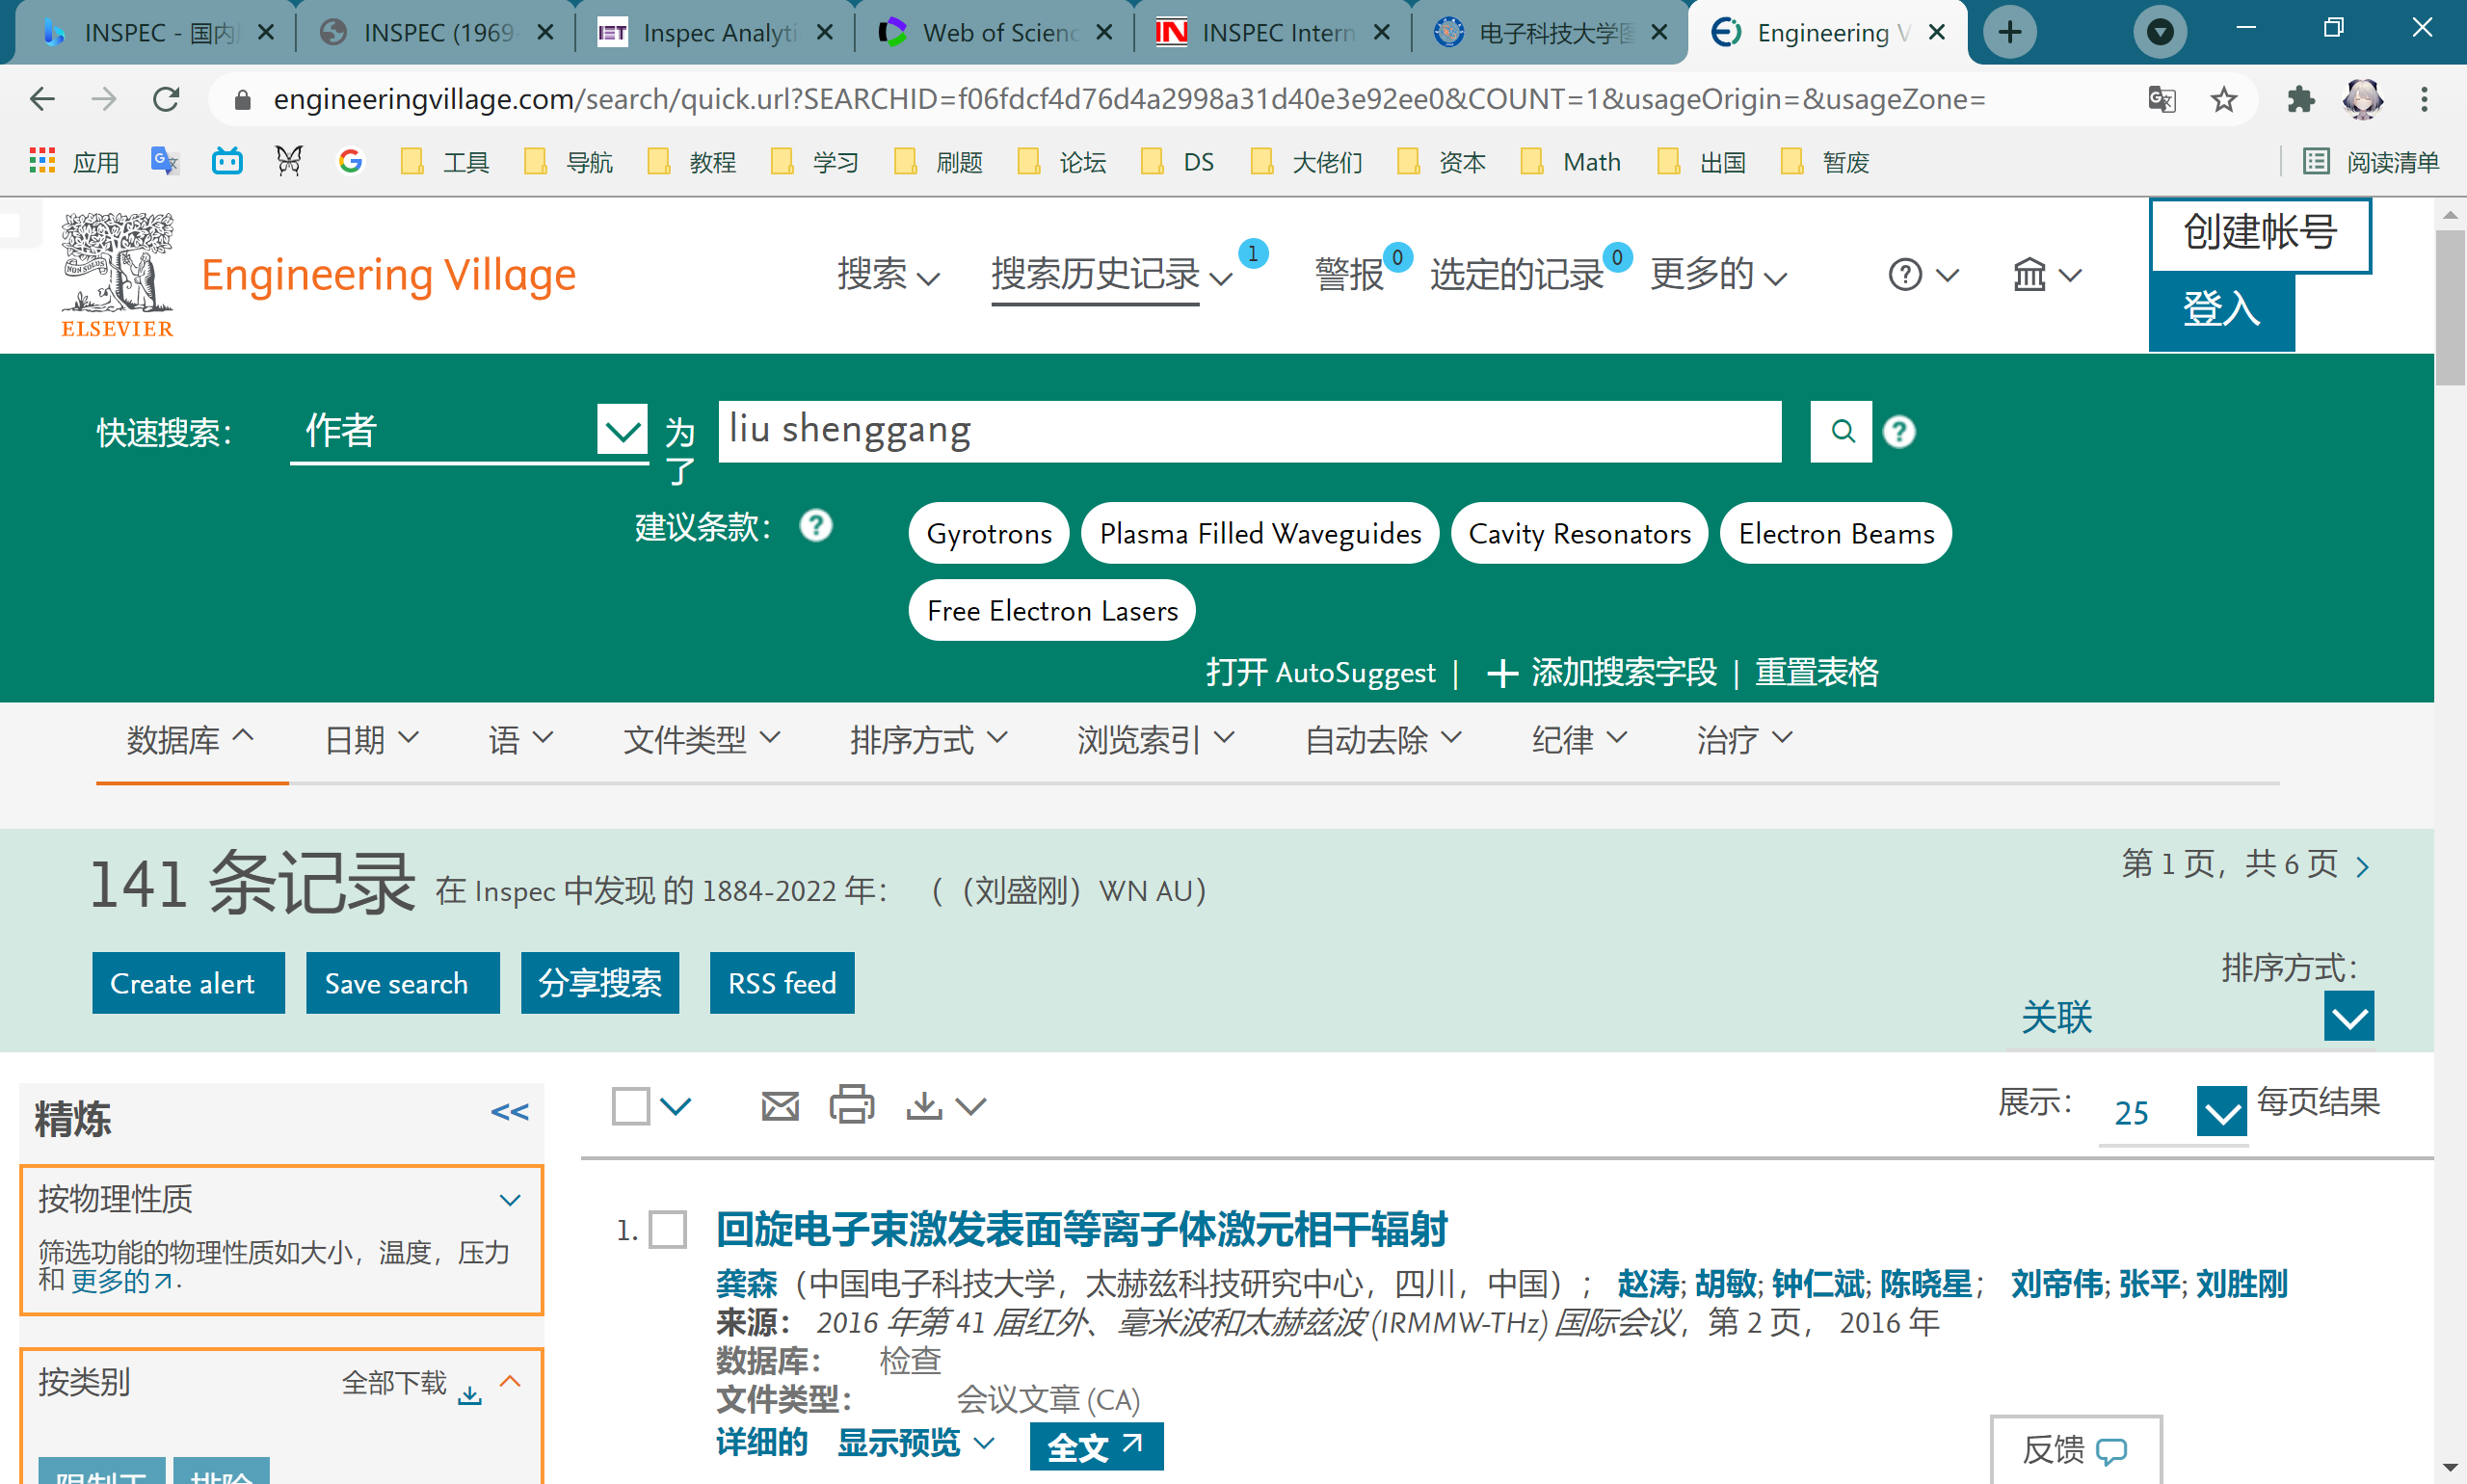 INSPEC - 国内
INSPEC (1969-
IET Inspec Analyti
Web of Scienc
IN INSPEC Intern
电子科技大学图
Engineering V
engineeringvillage.com/search/quick.url?SEARCHID=f06fdcf4d76d4a2998a31d40e3e92ee0&COUNT=1&usageOrigin=&usageZone=
应用 工具 导航 教程 学习 刷题 论坛 DS 大佬们 资本 Math 出国 暂废 阅读清单
NON SOLUS
ELSEVIER
Engineering Village
搜索 搜索历史记录 1 警报 0 选定的记录 0 更多的
创建帐号
登入
快速搜索： 作者 为了 liu shenggang
建议条款： Gyrotrons Plasma Filled Waveguides Cavity Resonators Electron Beams
Free Electron Lasers
打开 AutoSuggest | 添加搜索字段 | 重置表格
数据库 日期 语 文件类型 排序方式 浏览索引 自动去除 纪律 治疗
141 条记录 在 Inspec 中发现 的 1884-2022 年： （（刘盛刚）WN AU）
第 1 页，共 6 页
Create alert Save search 分享搜索 RSS feed
排序方式：
关联
精炼 <<
展示： 25 每页结果
按物理性质
筛选功能的物理性质如大小，温度，压力
和 更多的↗.
按类别 全部下载
限制于 排除
1. 回旋电子束激发表面等离子体激元相干辐射
龚森（中国电子科技大学，太赫兹科技研究中心，四川，中国）； 赵涛; 胡敏; 钟仁斌; 陈晓星； 刘帝伟; 张平; 刘胜刚
来源： 2016 年第 41 届红外、毫米波和太赫兹波 (IRMMW-THz) 国际会议，第 2 页， 2016 年
数据库： 检查
文件类型： 会议文章 (CA)
详细的 显示预览 全文
反馈